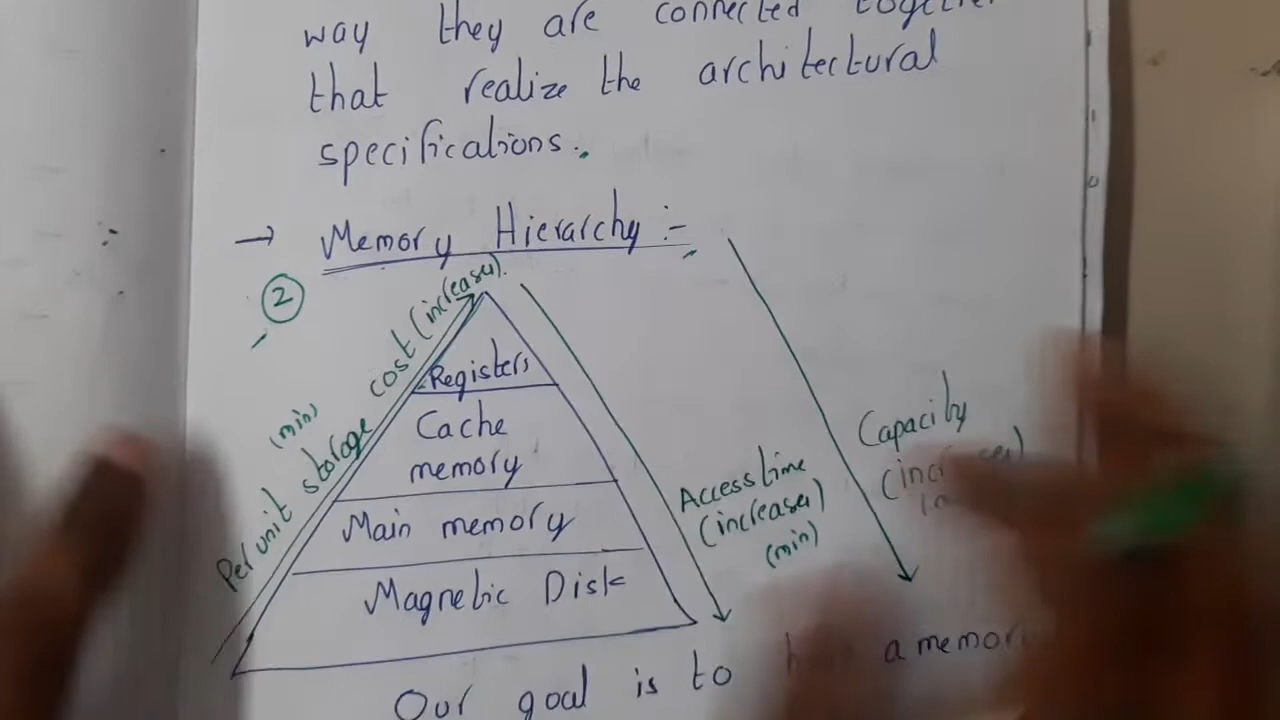 way they are connected together
that realize the architectural
specifications.
→ Memory Hierarchy :-
2
Per unit storage cost (increases).
(min)
Registers
Cache
memory
Main memory
Magnetic Disk
Access time
(increases)
(min)
Capacity
Our goal is to a memory